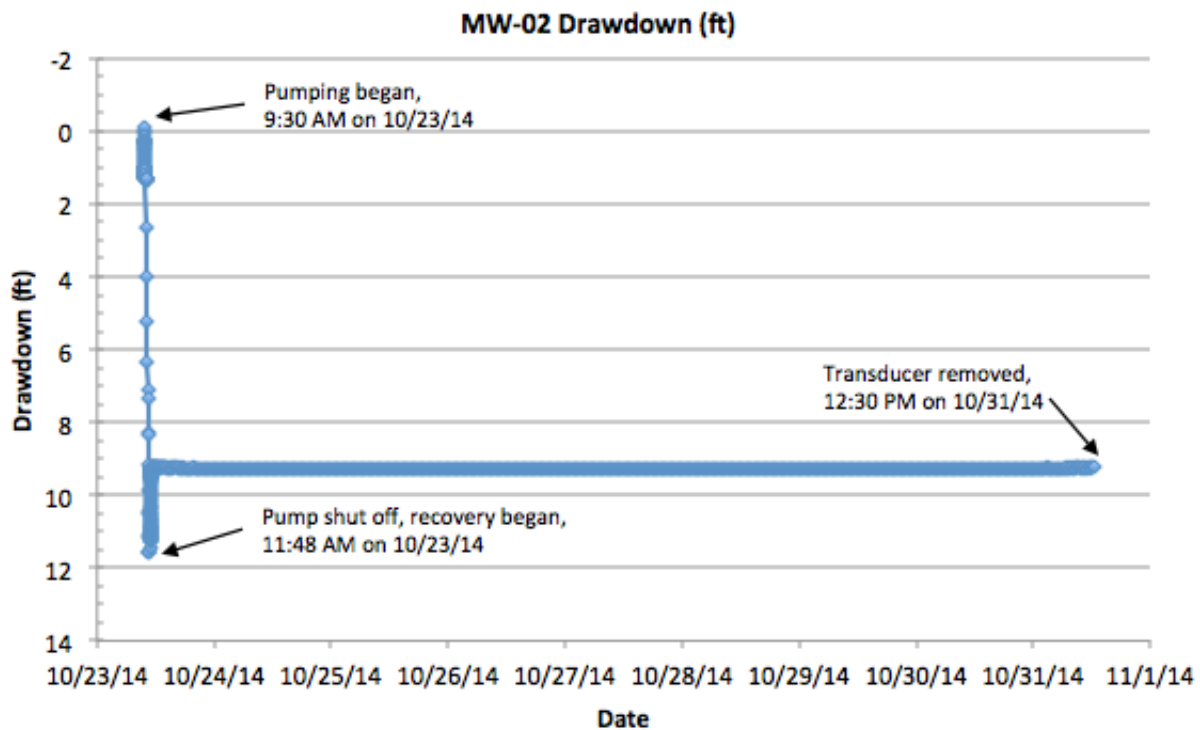 MW-02 Drawdown (ft)
Pumping began,
9:30 AM on 10/23/14
Transducer removed,
12:30 PM on 10/31/14
Pump shut off, recovery began,
11:48 AM on 10/23/14
Drawdown (ft)
-2
0
2
4
6
8
10
12
14
10/23/14 10/24/14 10/25/14 10/26/14 10/27/14 10/28/14 10/29/14 10/30/14 10/31/14 11/1/14
Date